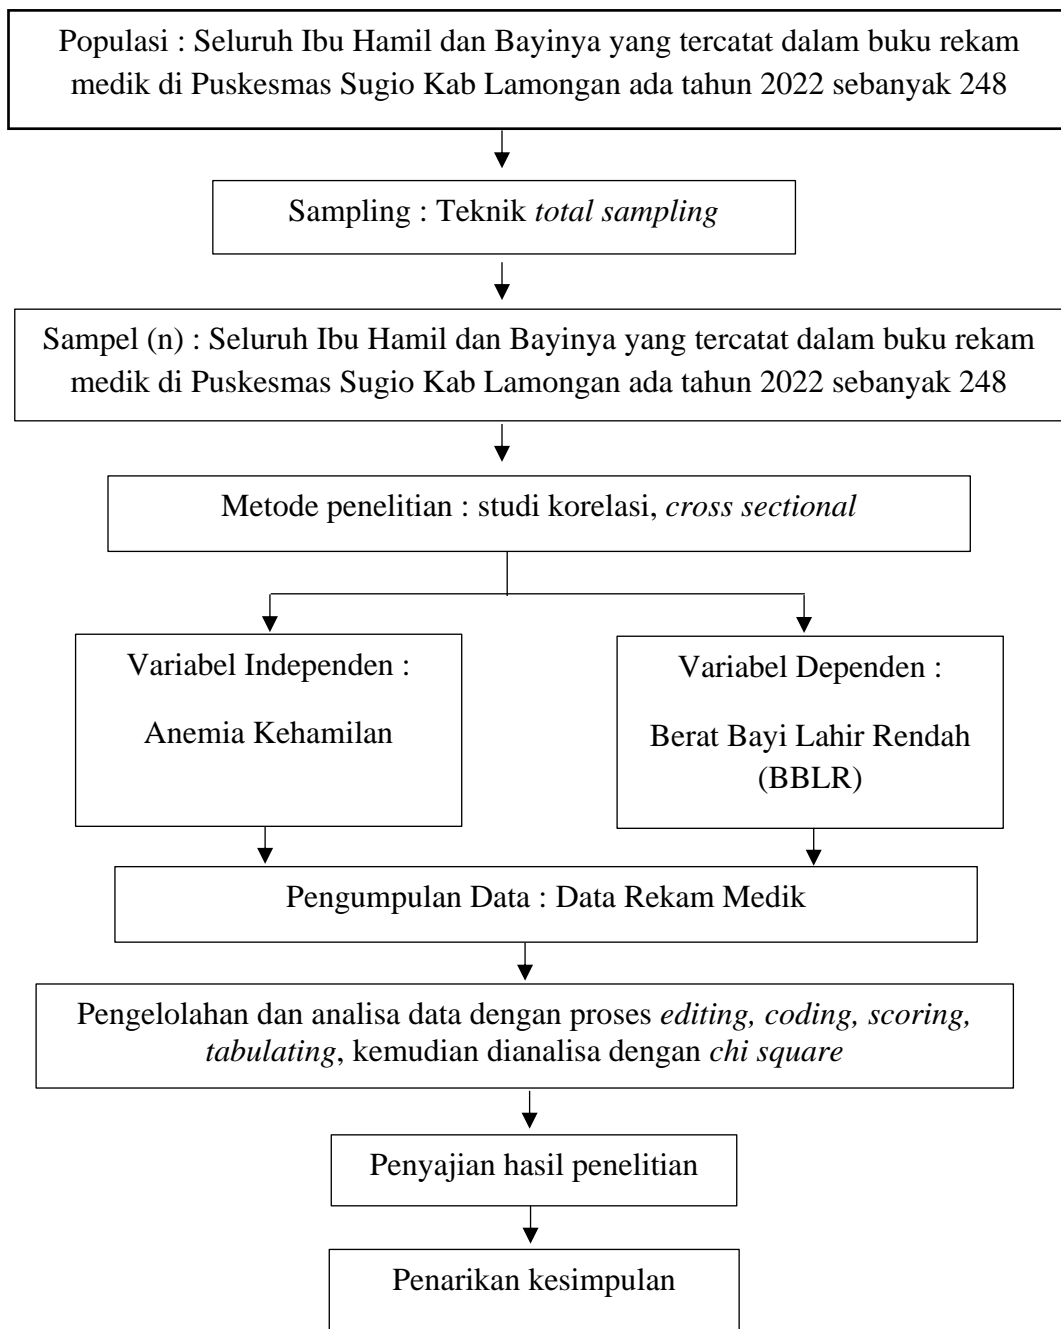 Populasi : Seluruh Ibu Hamil dan Bayinya yang tercatat dalam buku rekam
medik di Puskesmas Sugio Kab Lamongan ada tahun 2022 sebanyak 248
Sampling : Teknik total sampling
Sampel (n) : Seluruh Ibu Hamil dan Bayinya yang tercatat dalam buku rekam
medik di Puskesmas Sugio Kab Lamongan ada tahun 2022 sebanyak 248
Metode penelitian : studi korelasi, cross sectional
Variabel Independen :
Anemia Kehamilan
Variabel Dependen :
Berat Bayi Lahir Rendah
(BBLR)
Pengumpulan Data : Data Rekam Medik
Pengelolahan dan analisa data dengan proses editing, coding, scoring,
tabulating, kemudian dianalisa dengan chi square
Penyajian hasil penelitian
Penarikan kesimpulan